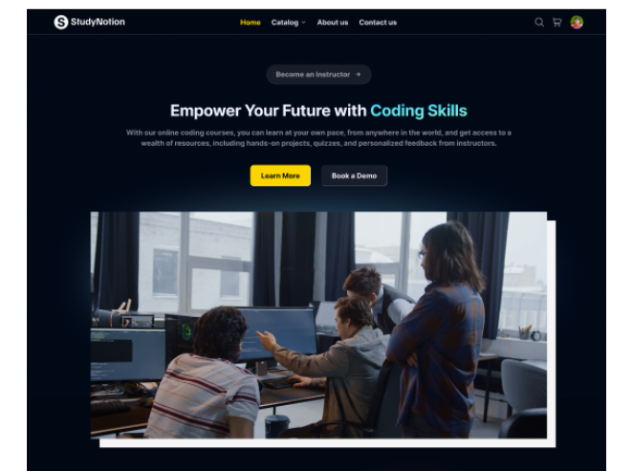 StudyNotion
Home Catalog About us Contact us
Become an Instructor →
Empower Your Future with Coding Skills
With our online coding courses, you can learn at your own pace, from anywhere in the world, and get access to a
wealth of resources, including hands-on projects, quizzes, and personalized feedback from instructors.
Learn More Book a Demo